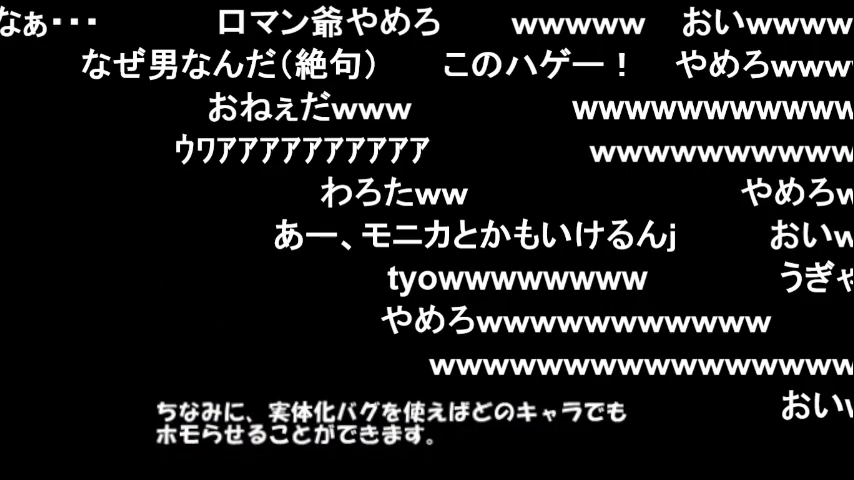 なぁ・・・ ロマン爺やめろ wwwww おいwwww
なぜ男なんだ（絶句） このハゲー！ やめろwww
おねぇだwww wwwwwwwwwww
ｳﾜｱｱｱｱｱｱｱｱｱｱ wwwwwwwwww
わろたww やめろw
あー、モニカとかもいけるんj おいw
tyowwwwwwww うぎゃ
やめろwwwwwwwwwww
wwwwwwwwwwwwwwww
おいw
ちなみに、実体化バグを使えばどのキャラでも
ホモらせることができます。